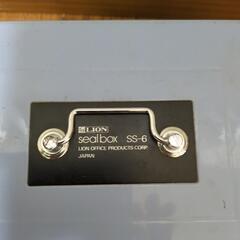 LION
sealbox SS-6
LION OFFICE PRODUCTS CORP.
JAPAN